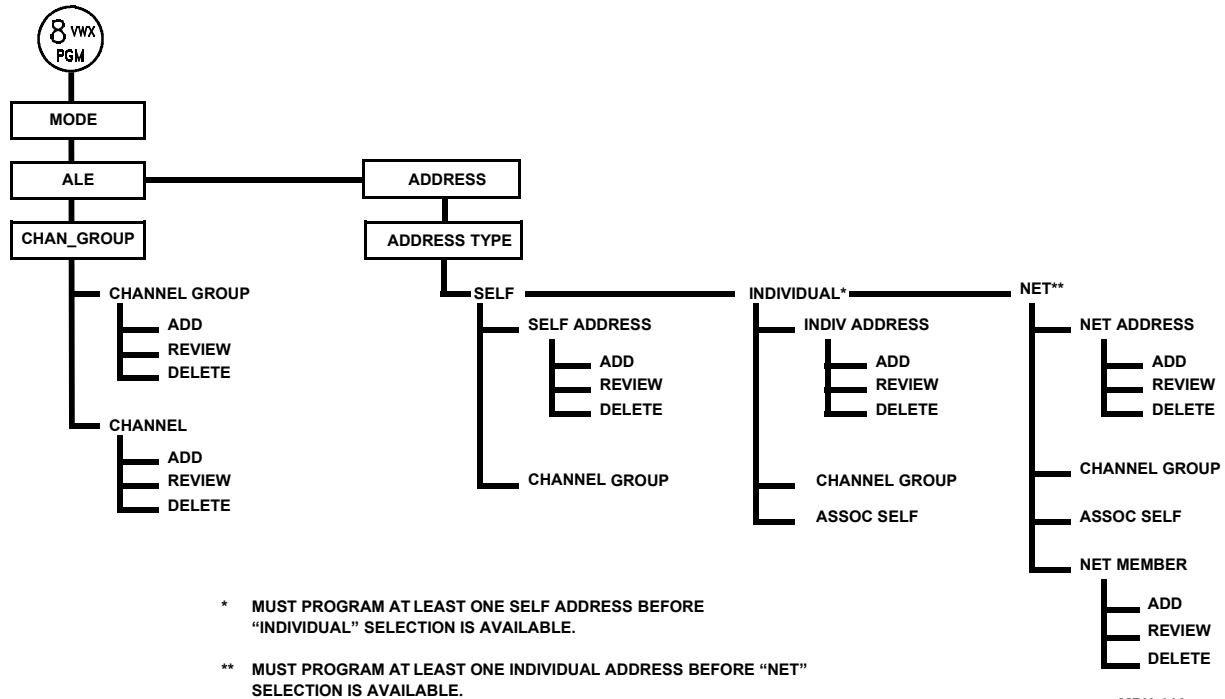 8 VWX
PGM
MODE
ALE
ADDRESS
CHAN_GROUP
ADDRESS TYPE
CHANNEL GROUP
ADD
REVIEW
DELETE
CHANNEL
ADD
REVIEW
DELETE
SELF
SELF ADDRESS
ADD
REVIEW
DELETE
CHANNEL GROUP
INDIVIDUAL*
INDIV ADDRESS
ADD
REVIEW
DELETE
CHANNEL GROUP
ASSOC SELF
NET**
NET ADDRESS
ADD
REVIEW
DELETE
CHANNEL GROUP
ASSOC SELF
NET MEMBER
ADD
REVIEW
DELETE
* MUST PROGRAM AT LEAST ONE SELF ADDRESS BEFORE
“INDIVIDUAL” SELECTION IS AVAILABLE.
** MUST PROGRAM AT LEAST ONE INDIVIDUAL ADDRESS BEFORE “NET”
SELECTION IS AVAILABLE.